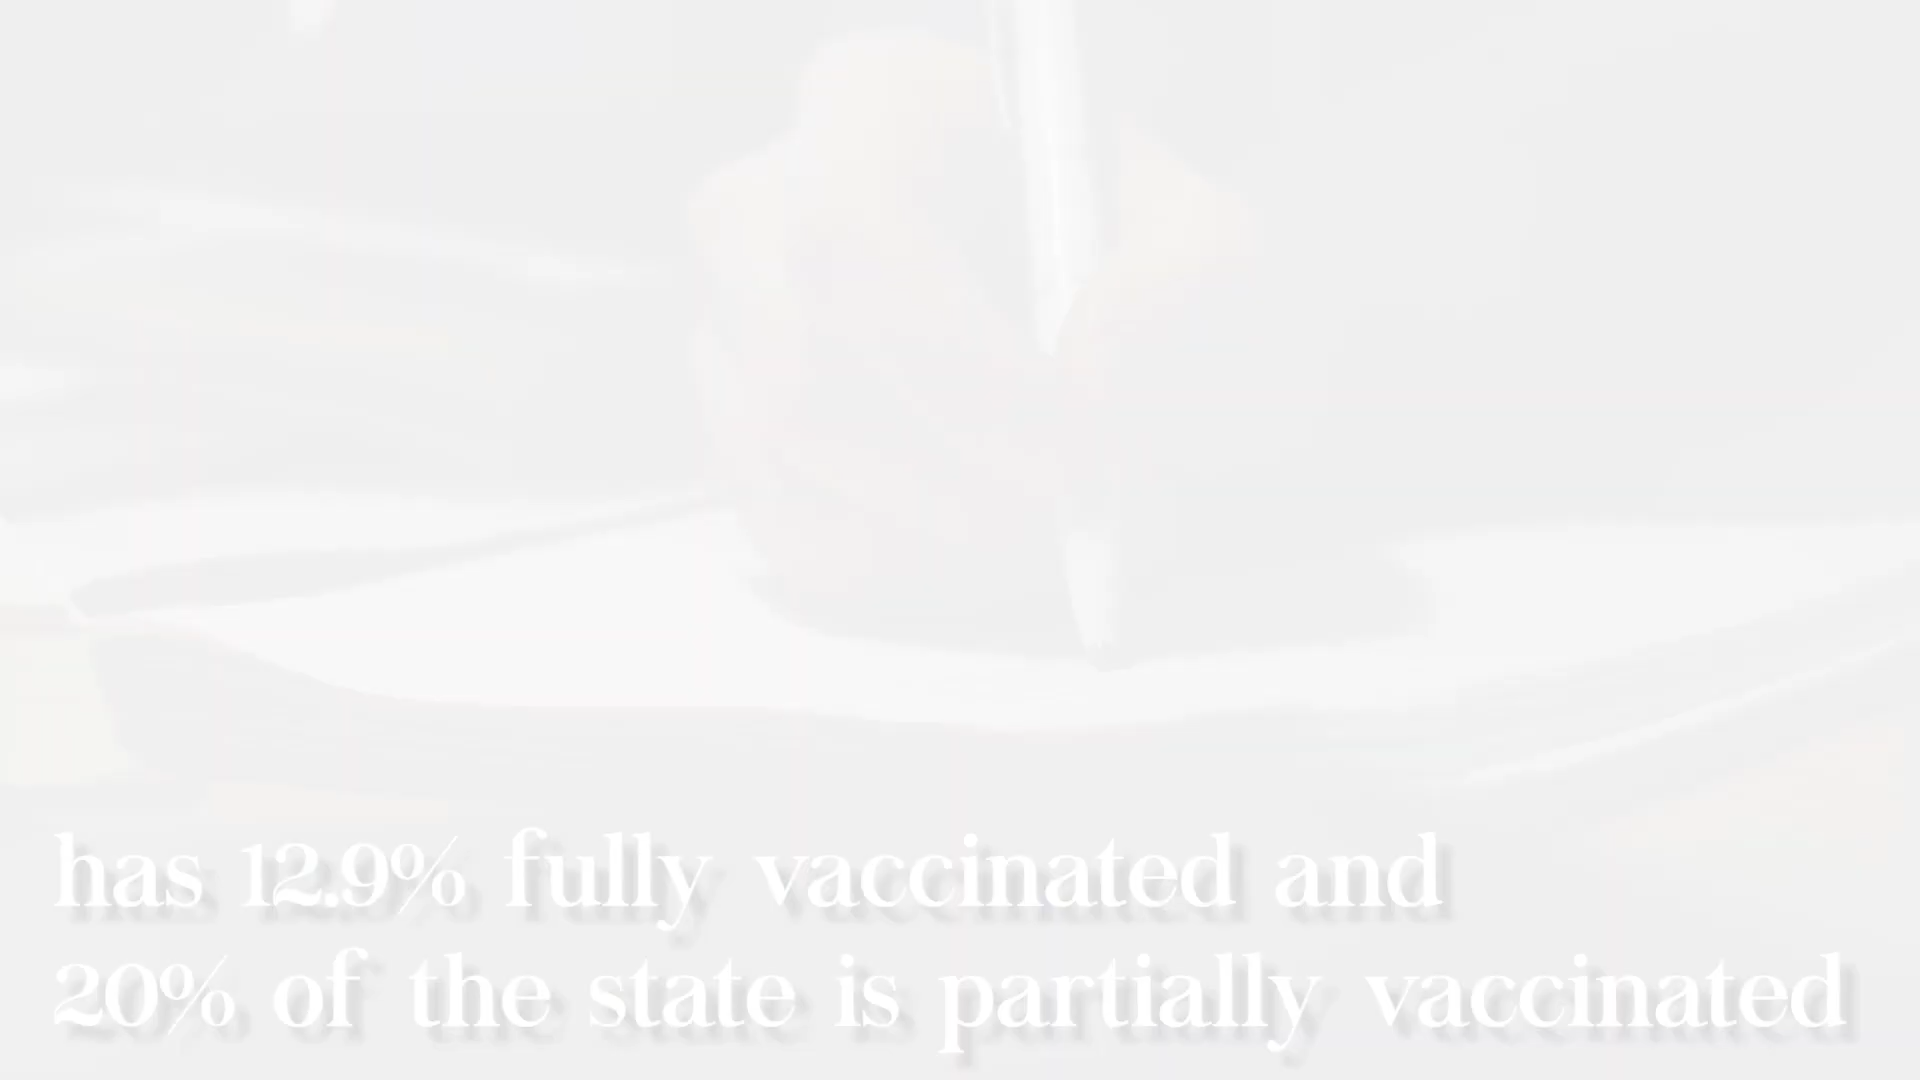 has 12.9% fully vaccinated and
20% of the state is partially vaccinated